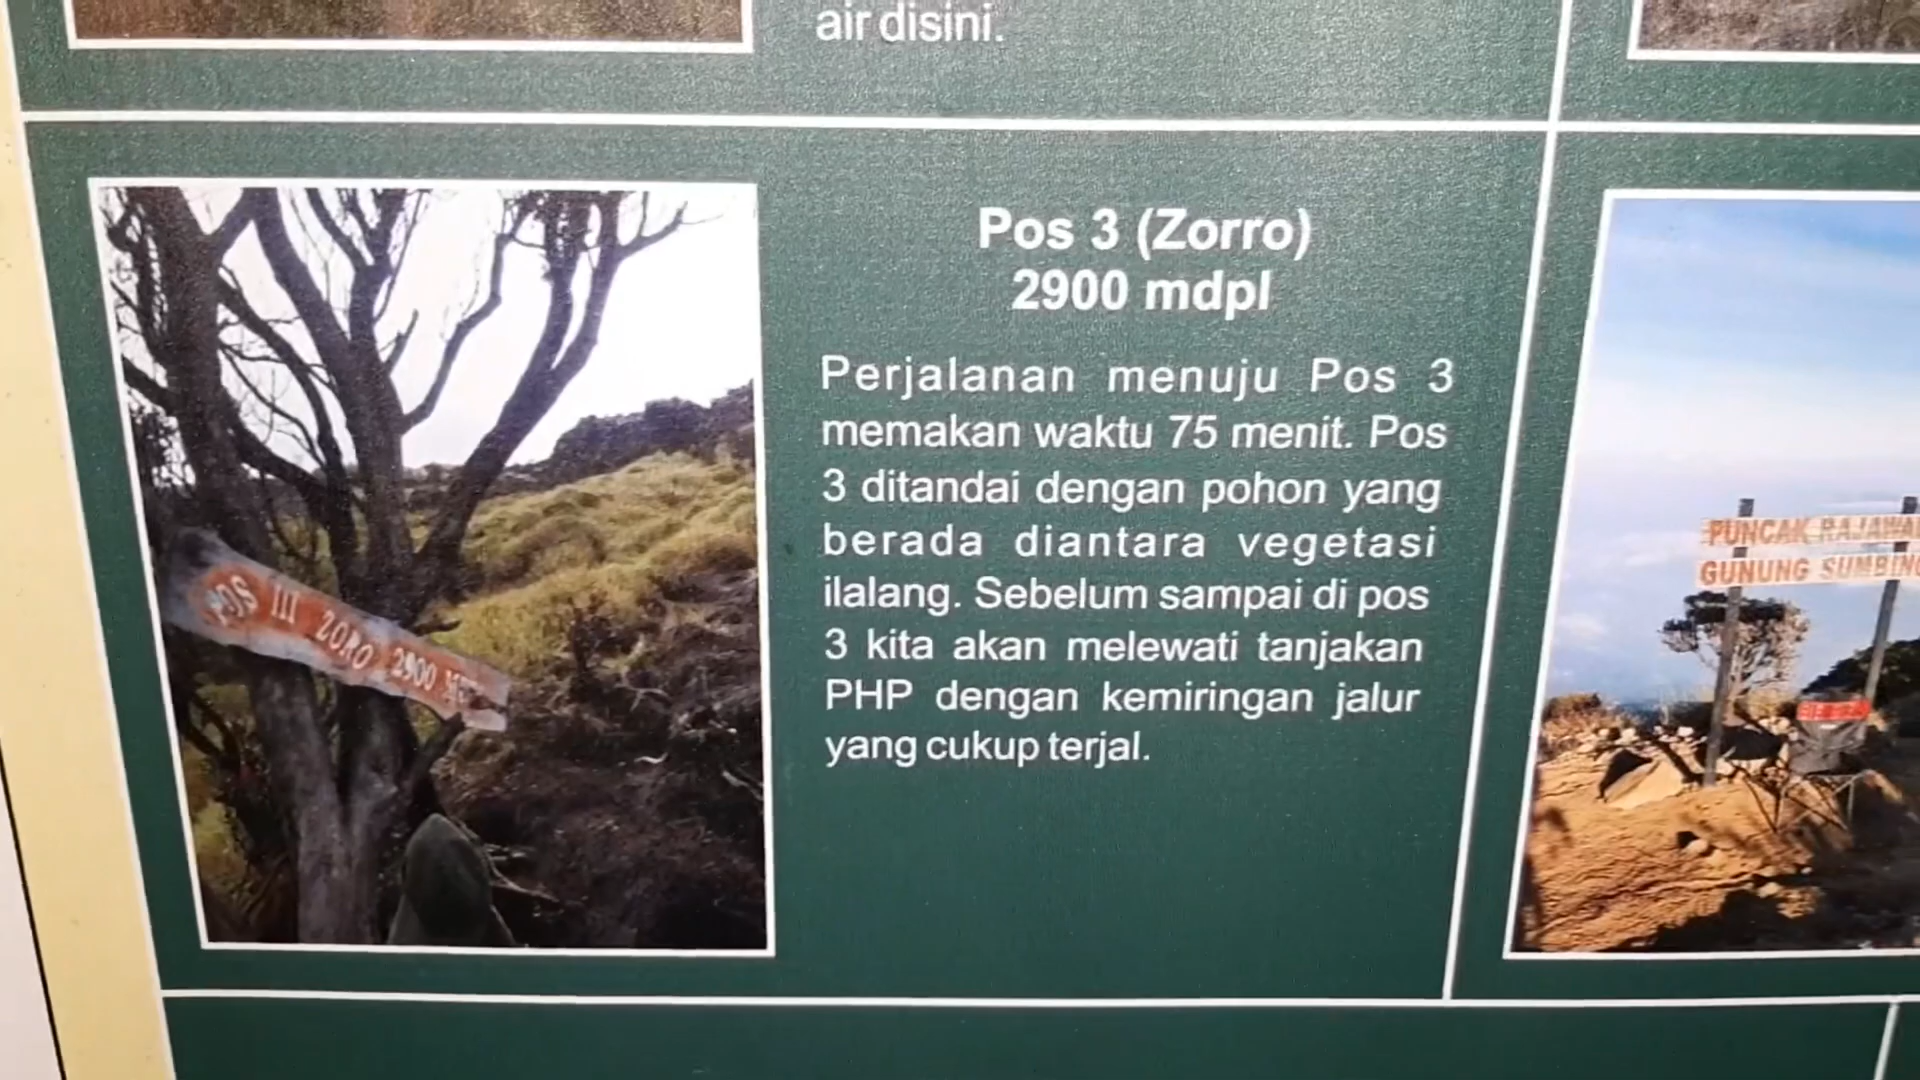 air disini.
Pos 3 (Zorro)
2900 mdpl
Perjalanan menuju Pos 3
memakan waktu 75 menit. Pos
3 ditandai dengan pohon yang
berada diantara vegetasi
ilalang. Sebelum sampai di pos
3 kita akan melewati tanjakan
PHP dengan kemiringan jalur
yang cukup terjal.
POS III ZORO 2900
PUNCAK RAJAWA
GUNUNG SUMBING